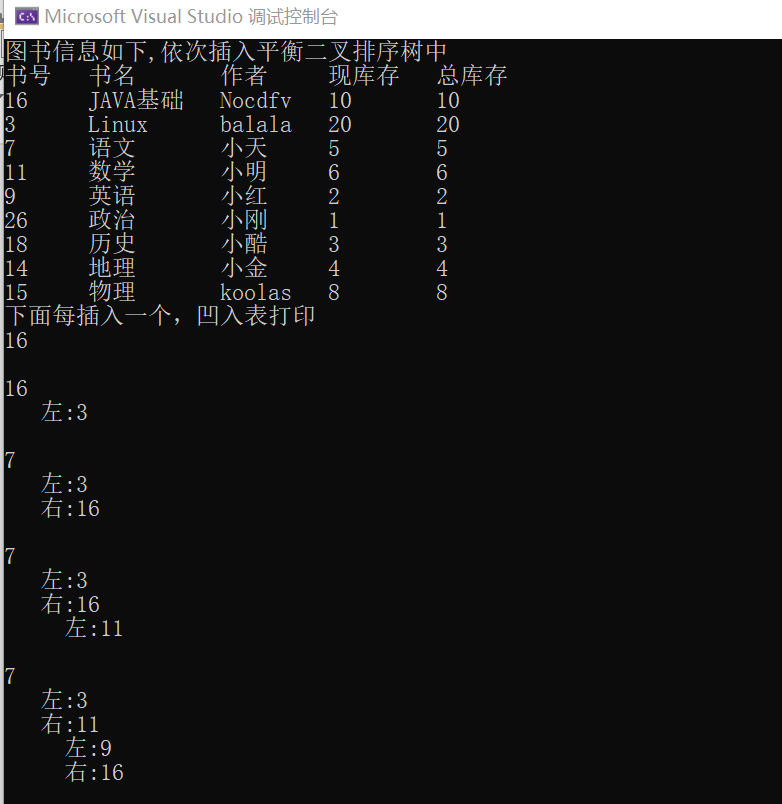 Microsoft Visual Studio 调试控制台
图书信息如下,依次插入平衡二叉排序树中
书号 书名 作者 现库存 总库存
16 JAVA基础 Nocdfv 10 10
3 Linux balala 20 20
7 语文 小天 5 5
11 数学 小明 6 6
9 英语 小红 2 2
26 政治 小刚 1 1
18 历史 小酷 3 3
14 地理 小金 4 4
15 物理 koolas 8 8
下面每插入一个，凹入表打印
16
16
左:3
7
左:3
右:16
7
左:3
右:16
左:11
7
左:3
右:11
左:9
右:16